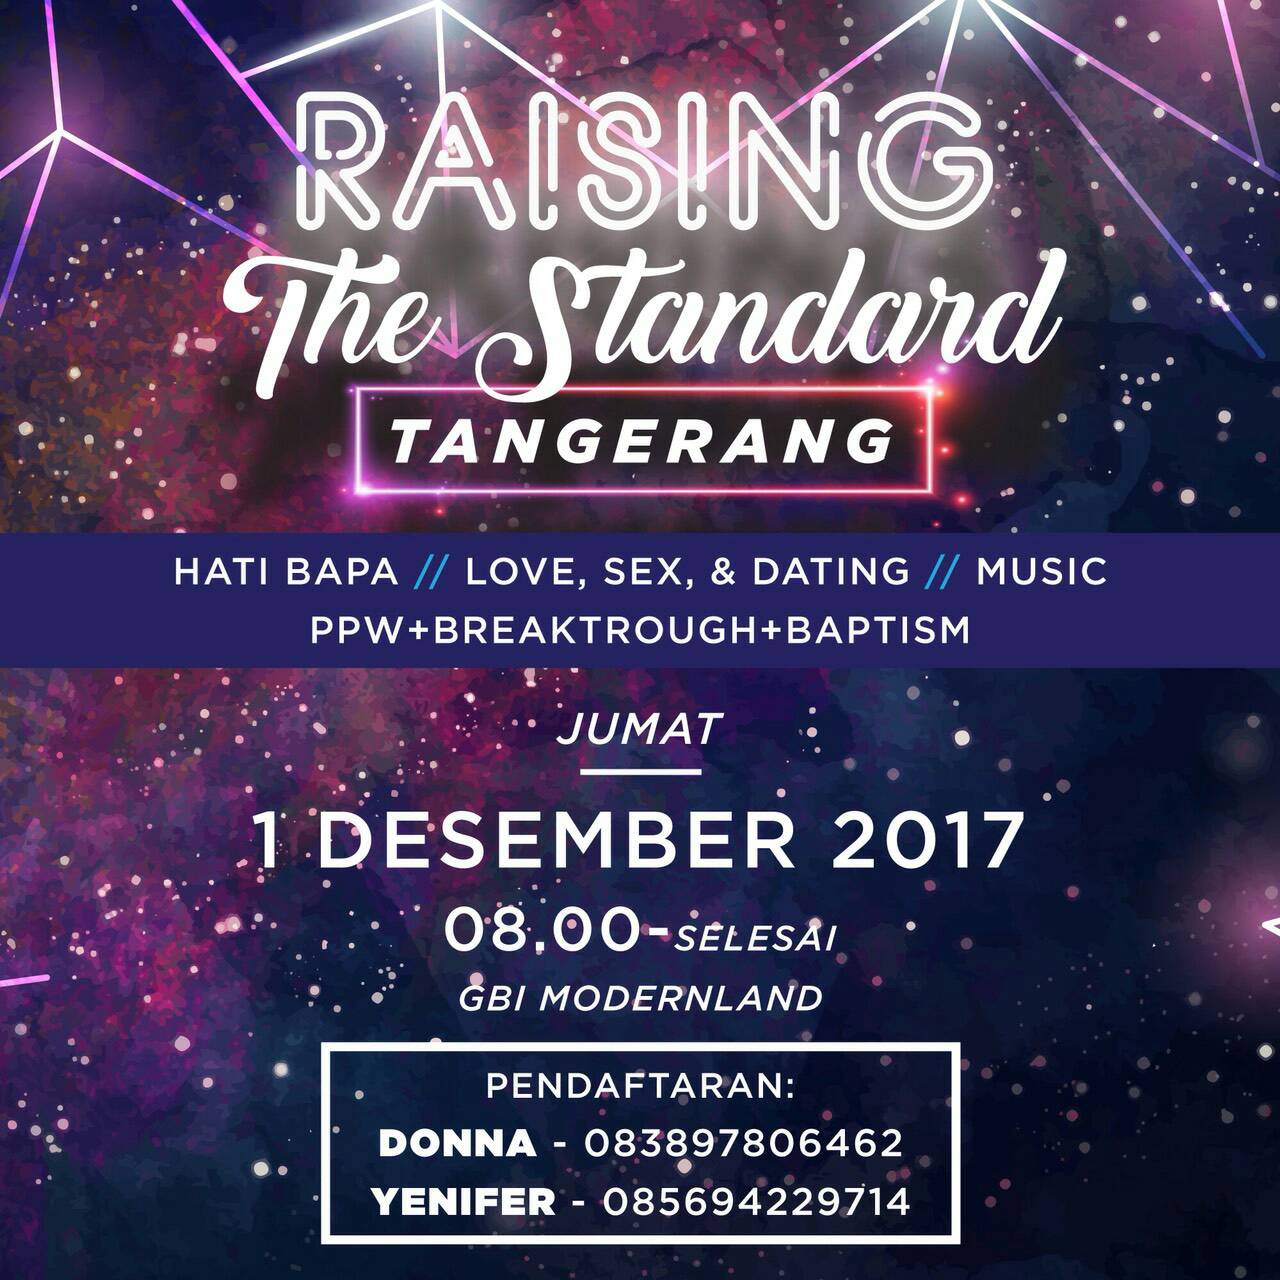 RAISING
The Standard
TANGERANG
HATI BAPA // LOVE, SEX, & DATING // MUSIC
PPW+BREAKTROUGH+BAPTISM
JUMAT
1 DESEMBER 2017
08.00-SELESAI
GBI MODERNLAND
PENDAFTARAN:
DONNA - 083897806462
YENIFER - 085694229714